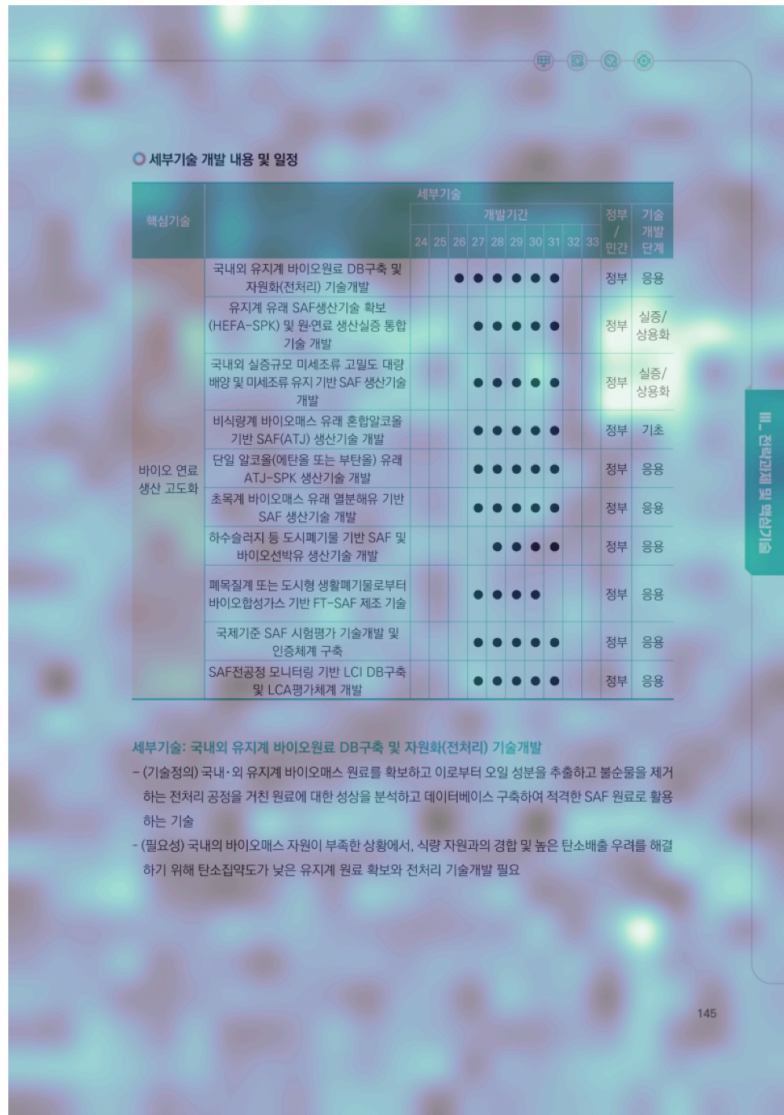 세부기술 개발 내용 및 일정
핵심기술
세부기술
개발기간
정부
/
민간
기술
개발
단계
24 25 26 27 28 29 30 31 32 33
바이오 연료
생산 고도화
국내외 유지계 바이오원료 DB구축 및
자원화(전처리) 기술개발
● ● ● ● ● ●
정부
응용
유지계 유래 SAF생산기술 확보
(HEFA-SPK) 및 원·연료 생산실증 통합
기술 개발
● ● ● ● ●
정부
실증/
상용화
국내외 실증규모 미세조류 고밀도 대량
배양 및 미세조류 유지 기반 SAF 생산기술
개발
● ● ● ● ●
정부
실증/
상용화
비식량계 바이오매스 유래 혼합알코올
기반 SAF(ATJ) 생산기술 개발
● ● ● ● ●
정부
기초
단일 알코올(에탄올 또는 부탄올) 유래
ATJ-SPK 생산기술 개발
● ● ● ● ●
정부
응용
초목계 바이오매스 유래 열분해유 기반
SAF 생산기술 개발
● ● ● ● ●
정부
응용
하수슬러지 등 도시폐기물 기반 SAF 및
바이오선박유 생산기술 개발
● ● ● ●
정부
응용
폐목질계 또는 도시형 생활폐기물로부터
바이오합성가스 기반 FT-SAF 제조 기술
● ● ● ●
정부
응용
국제기준 SAF 시험평가 기술개발 및
인증체계 구축
● ● ● ● ●
정부
응용
SAF전공정 모니터링 기반 LCI DB구축
및 LCA평가체계 개발
● ● ● ● ●
정부
응용
세부기술: 국내외 유지계 바이오원료 DB구축 및 자원화(전처리) 기술개발
- (기술정의) 국내·외 유지계 바이오매스 원료를 확보하고 이로부터 오일 성분을 추출하고 불순물을 제거
하는 전처리 공정을 거친 원료에 대한 성상을 분석하고 데이터베이스 구축하여 적격한 SAF 원료로 활용
하는 기술
- (필요성) 국내의 바이오매스 자원이 부족한 상황에서, 식량 자원과의 경합 및 높은 탄소배출 우려를 해결
하기 위해 탄소집약도가 낮은 유지계 원료 확보와 전처리 기술개발 필요
Ⅲ. 전략과제 및 핵심기술
145